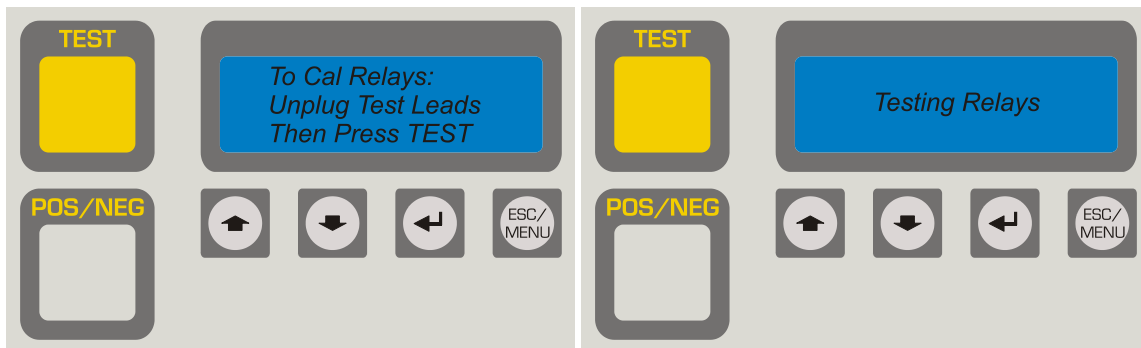 TEST
To Cal Relays:
Unplug Test Leads
Then Press TEST
POS/NEG
ESC/
MENU
TEST
Testing Relays
POS/NEG
ESC/
MENU